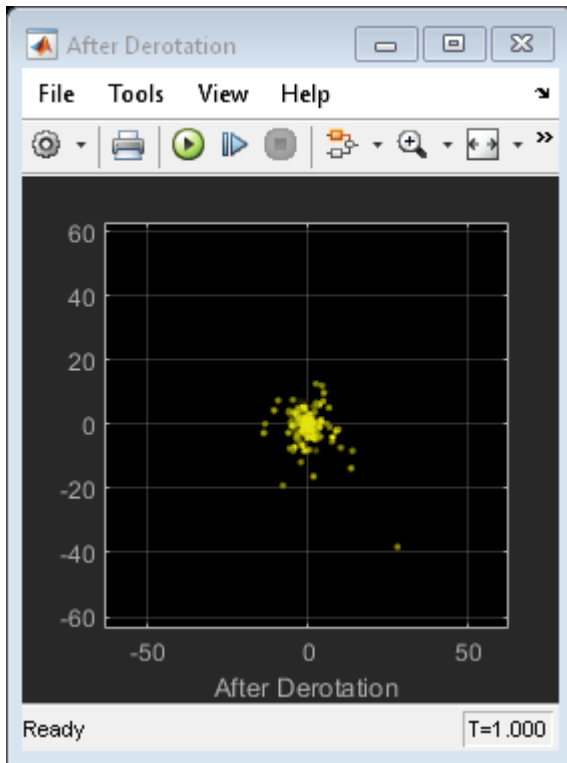 After Derotation
File Tools View Help
60
40
20
0
-20
-40
-60
-50 0 50
After Derotation
Ready T=1.000